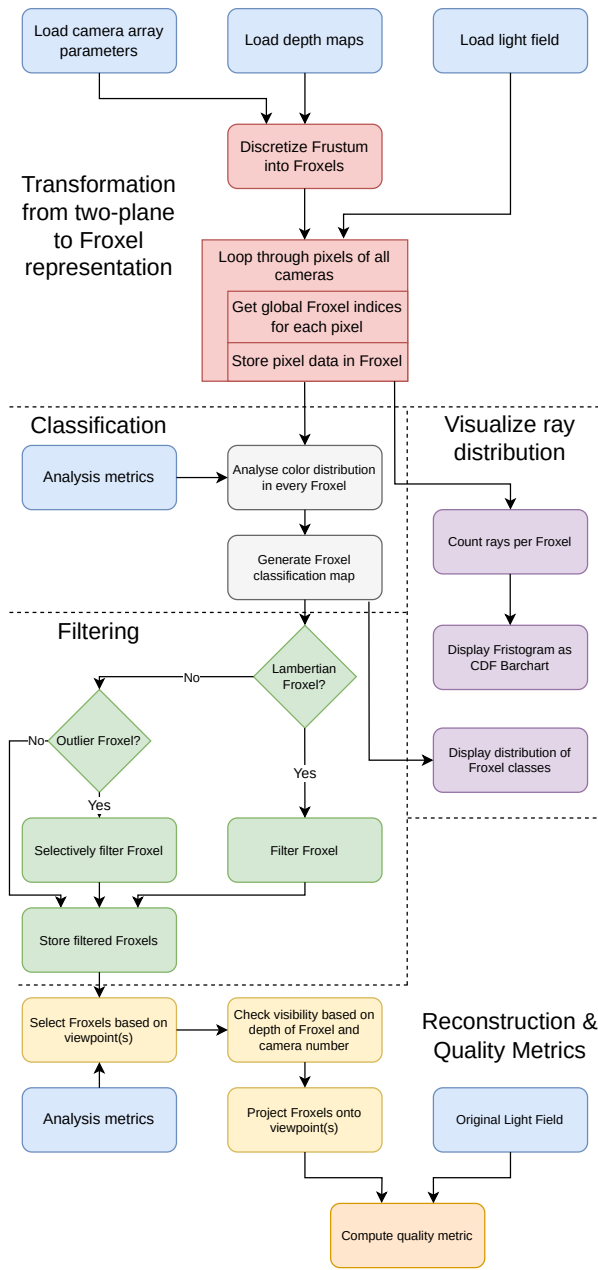 Load camera array
parameters
Load depth maps
Load light field
Discretize Frustum
into Froxels
Transformation
from two-plane
to Froxel
representation
Loop through pixels of all
cameras
Get global Froxel indices
for each pixel
Store pixel data in Froxel
Classification
Visualize ray
distribution
Analysis metrics
Analyse color distribution
in every Froxel
Count rays per Froxel
Generate Froxel
classification map
Filtering
Lambertian
Froxel?
No
Display Fristogram as
CDF Barchart
No
Outlier Froxel?
Yes
Display distribution of
Froxel classes
Yes
Selectively filter Froxel
Filter Froxel
Store filtered Froxels
Select Froxels based on
viewpoint(s)
Check visibility based on
depth of Froxel and
camera number
Reconstruction &
Quality Metrics
Analysis metrics
Project Froxels onto
viewpoint(s)
Original Light Field
Compute quality metric